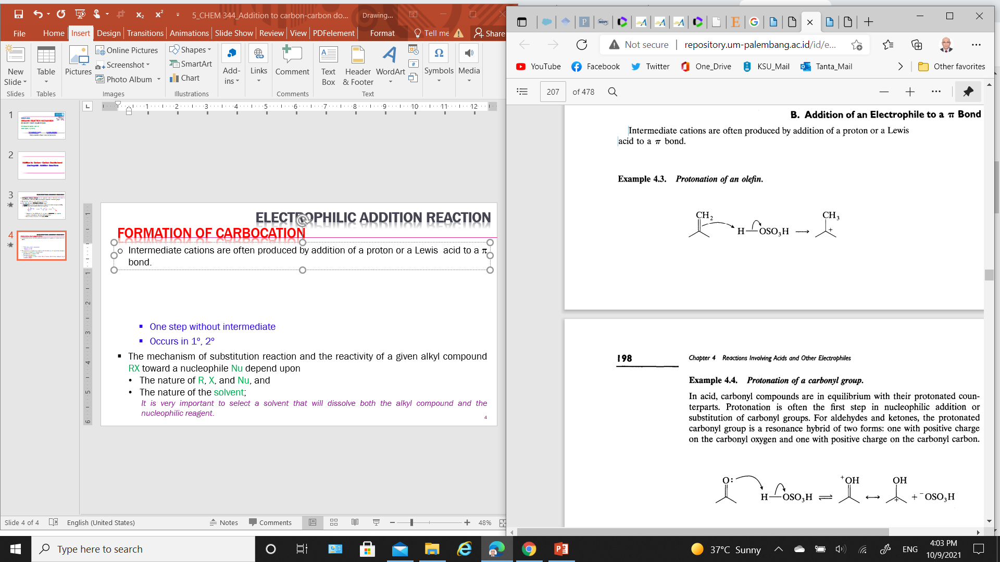 5_CHEM 344_Addition to carbon-carbon do...
Drawing...
File
Home
Insert
Design
Transitions
Animations
Slide Show
Review
View
PDFelement
Format
Tell me
Share
New
Slide
Table
Pictures
Online Pictures
Screenshot
Photo Album
Shapes
SmartArt
Chart
Add-
ins
Links
Comment
Text
Box
Header
& Footer
WordArt
Symbols
Media
Slides
Tables
Images
Illustrations
Comments
Text
1
2
3
4
ELECTROPHILIC ADDITION REACTION
FORMATION OF CARBOCATION
o Intermediate cations are often produced by addition of a proton or a Lewis acid to a π
bond.
▪ One step without intermediate
▪ Occurs in 1º, 2º
▪ The mechanism of substitution reaction and the reactivity of a given alkyl compound
RX toward a nucleophile Nu depend upon
• The nature of R, X, and Nu, and
• The nature of the solvent;
It is very important to select a solvent that will dissolve both the alkyl compound and the
nucleophilic reagent.
4
Slide 4 of 4
English (United States)
Notes
Comments
48%
Not secure
repository.um-palembang.ac.id/id/e...
YouTube
Facebook
Twitter
One_Drive
KSU_Mail
Tanta_Mail
Other favorites
207 of 478
B. Addition of an Electrophile to a π Bond
Intermediate cations are often produced by addition of a proton or a Lewis
acid to a π bond.
Example 4.3. Protonation of an olefin.
CH₂
H—OSO₃H
CH₃
+
198
Chapter 4 Reactions Involving Acids and Other Electrophiles
Example 4.4. Protonation of a carbonyl group.
In acid, carbonyl compounds are in equilibrium with their protonated coun-
terparts. Protonation is often the first step in nucleophilic addition or
substitution of carbonyl groups. For aldehydes and ketones, the protonated
carbonyl group is a resonance hybrid of two forms: one with positive charge
on the carbonyl oxygen and one with positive charge on the carbonyl carbon.
O:
H—OSO₃H
⁺OH
OH
+
+ ⁻OSO₃H
Type here to search
37°C Sunny
ENG
4:03 PM
10/9/2021